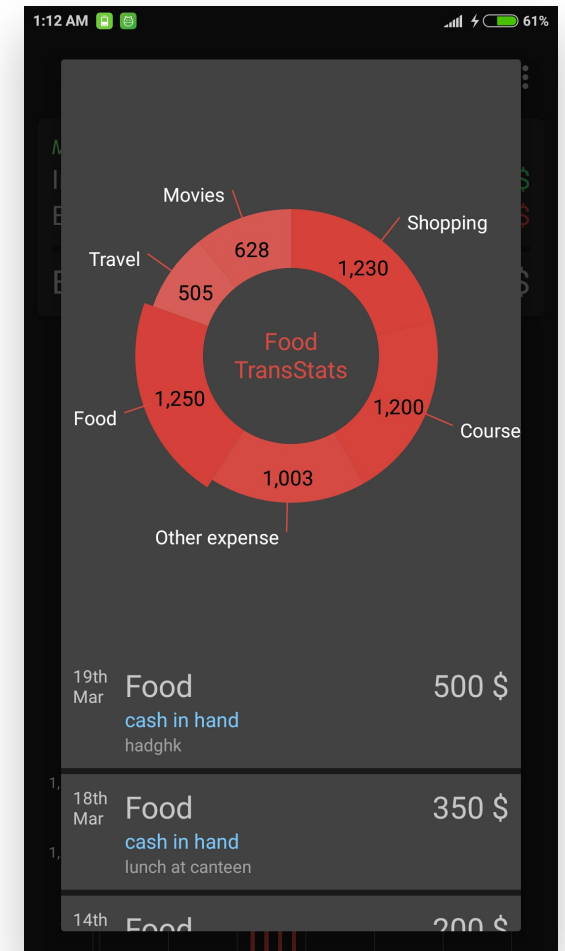 1:12 AM
61%
Movies
Shopping
628
1,230
Travel
505
Food
TransStats
1,250
1,200
Food
Course
1,003
Other expense
19th
Mar
Food
500 $
cash in hand
hadghk
18th
Mar
Food
350 $
cash in hand
lunch at canteen
14th
Food
200 $